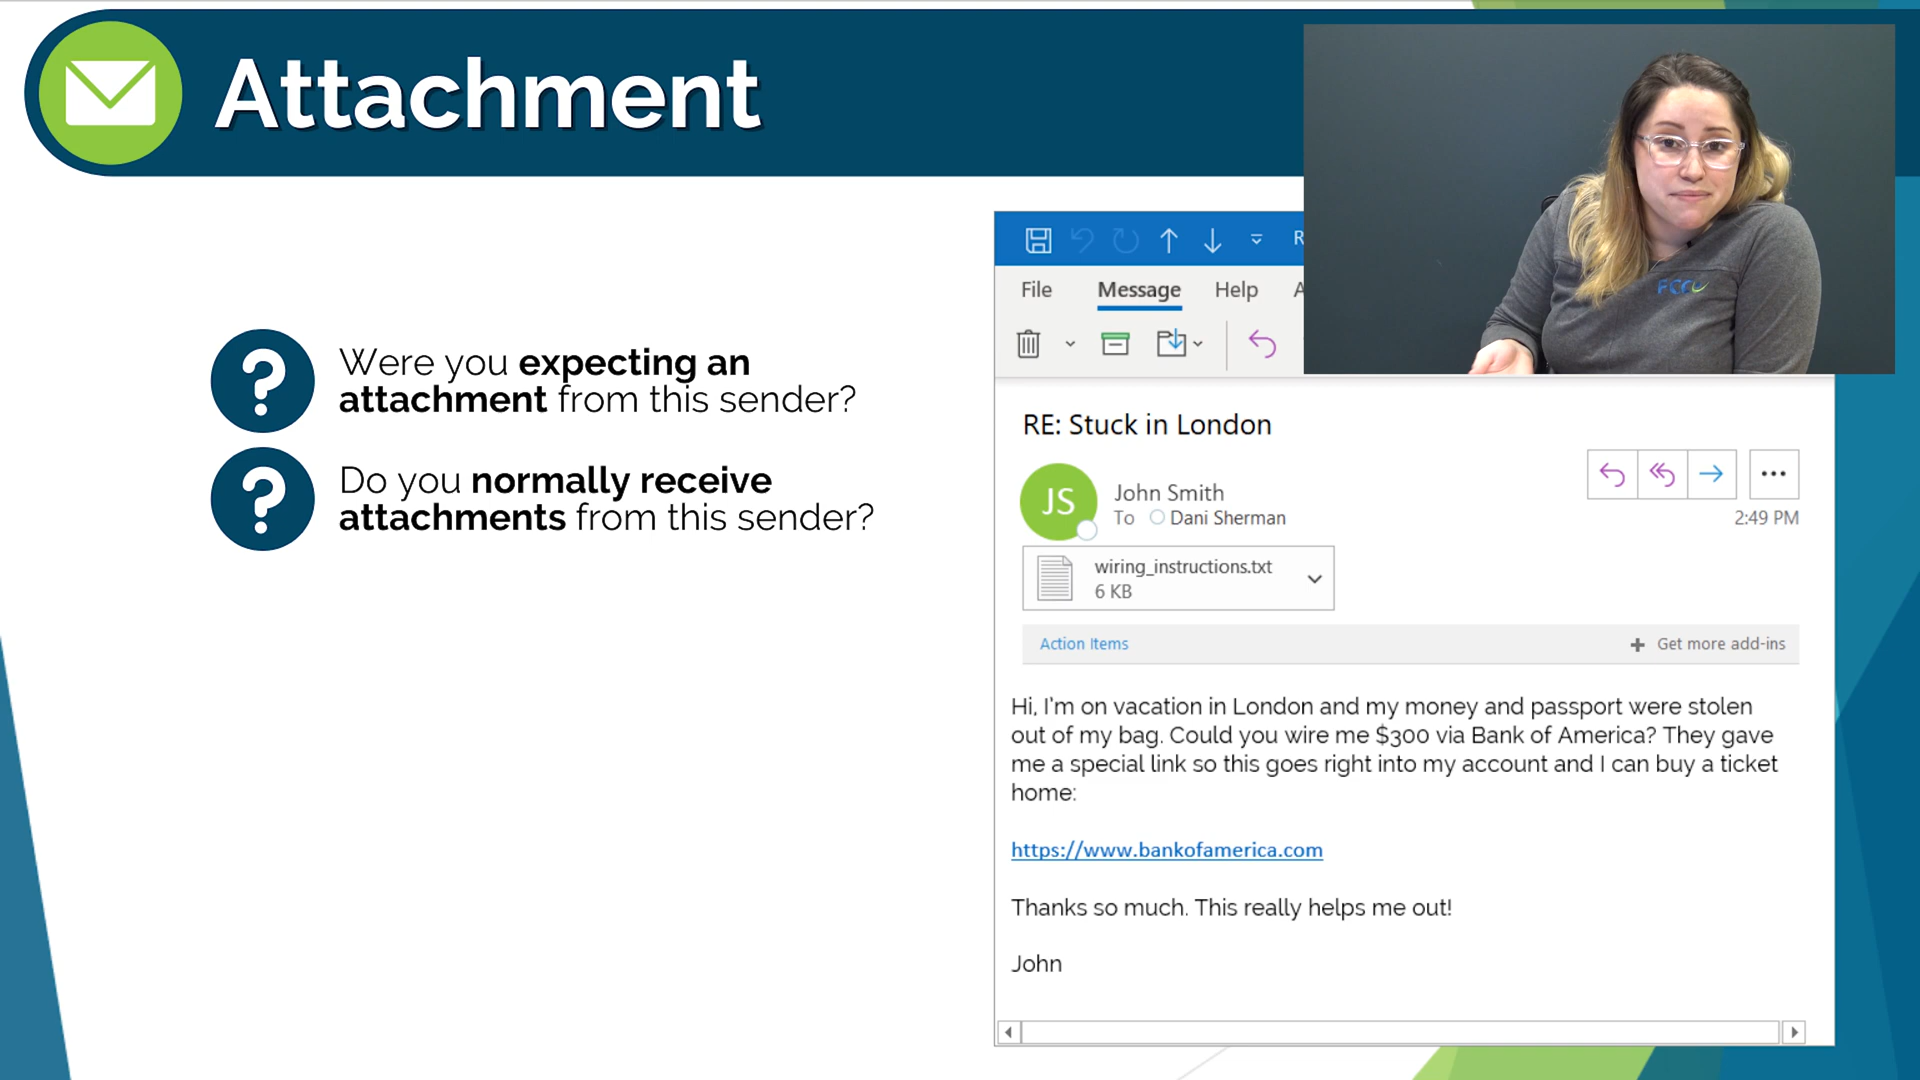 Attachment
Were you expecting an
attachment from this sender?
Do you normally receive
attachments from this sender?
File Message Help
RE: Stuck in London
JS
John Smith
To Dani Sherman
2:49 PM
wiring_instructions.txt
6 KB
Action Items
Get more add-ins
Hi, I'm on vacation in London and my money and passport were stolen
out of my bag. Could you wire me $300 via Bank of America? They gave
me a special link so this goes right into my account and I can buy a ticket
home:
https://www.bankofamerica.com
Thanks so much. This really helps me out!
John